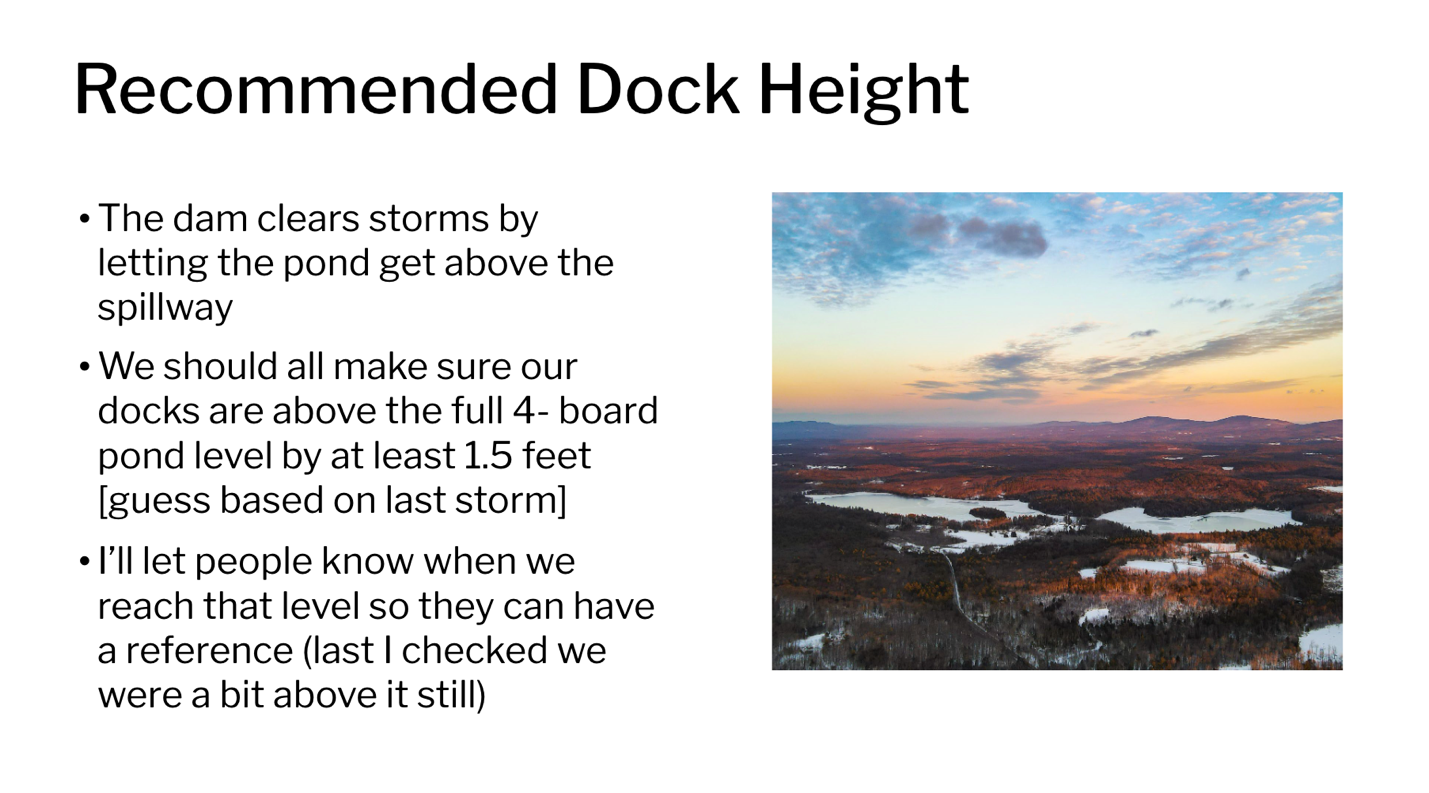 Recommended Dock Height
• The dam clears storms by
letting the pond get above the
spillway
• We should all make sure our
docks are above the full 4- board
pond level by at least 1.5 feet
[guess based on last storm]
• I’ll let people know when we
reach that level so they can have
a reference (last I checked we
were a bit above it still)